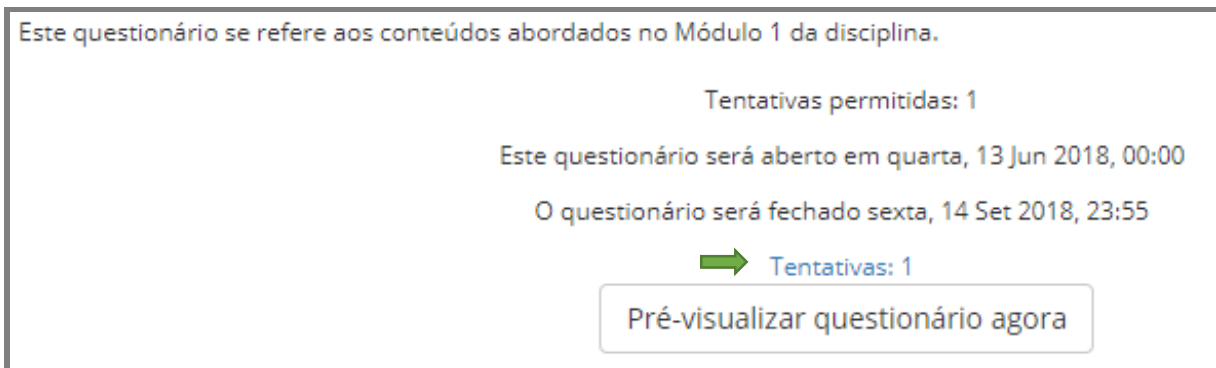 Este questionário se refere aos conteúdos abordados no Módulo 1 da disciplina.
Tentativas permitidas: 1
Este questionário será aberto em quarta, 13 Jun 2018, 00:00
O questionário será fechado sexta, 14 Set 2018, 23:55
Tentativas: 1
Pré-visualizar questionário agora